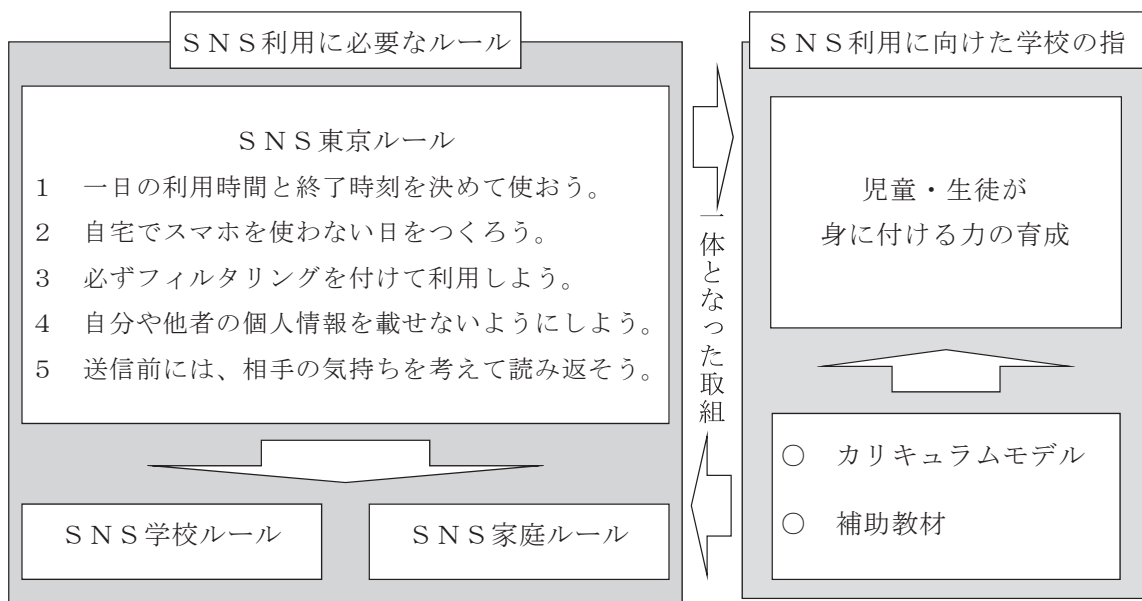 ＳＮＳ利用に必要なルール
ＳＮＳ東京ルール
１　一日の利用時間と終了時刻を決めて使おう。
２　自宅でスマホを使わない日をつくろう。
３　必ずフィルタリングを付けて利用しよう。
４　自分や他者の個人情報を載せないようにしよう。
５　送信前には、相手の気持ちを考えて読み返そう。
ＳＮＳ学校ルール
ＳＮＳ家庭ルール
一体となった取組
ＳＮＳ利用に向けた学校の指
児童・生徒が
身に付ける力の育成
○　カリキュラムモデル
○　補助教材